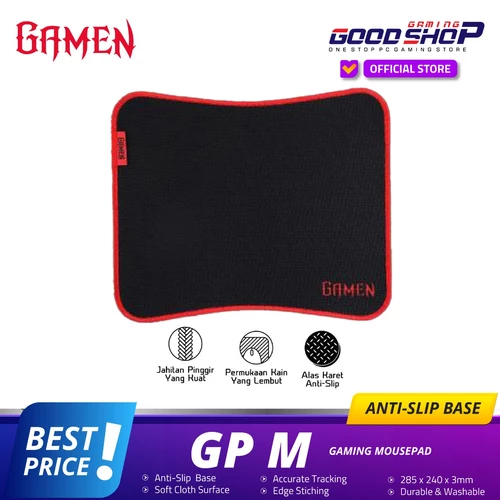 GAMEN
GAMING
GOODSHOP
ONE STOP PC GAMING STORE
OFFICIAL STORE
GAMEN
GAMEN
Jahitan Pinggir
Yang Kuat
Permukaan Kain
Yang Lembut
Alas Karet
Anti-Slip
ANTI-SLIP BASE
BEST
PRICE!
GP M
GAMING MOUSEPAD
Anti-Slip Base
Soft Cloth Surface
Accurate Tracking
Edge Stiching
285 x 240 x 3mm
Durable & Washable